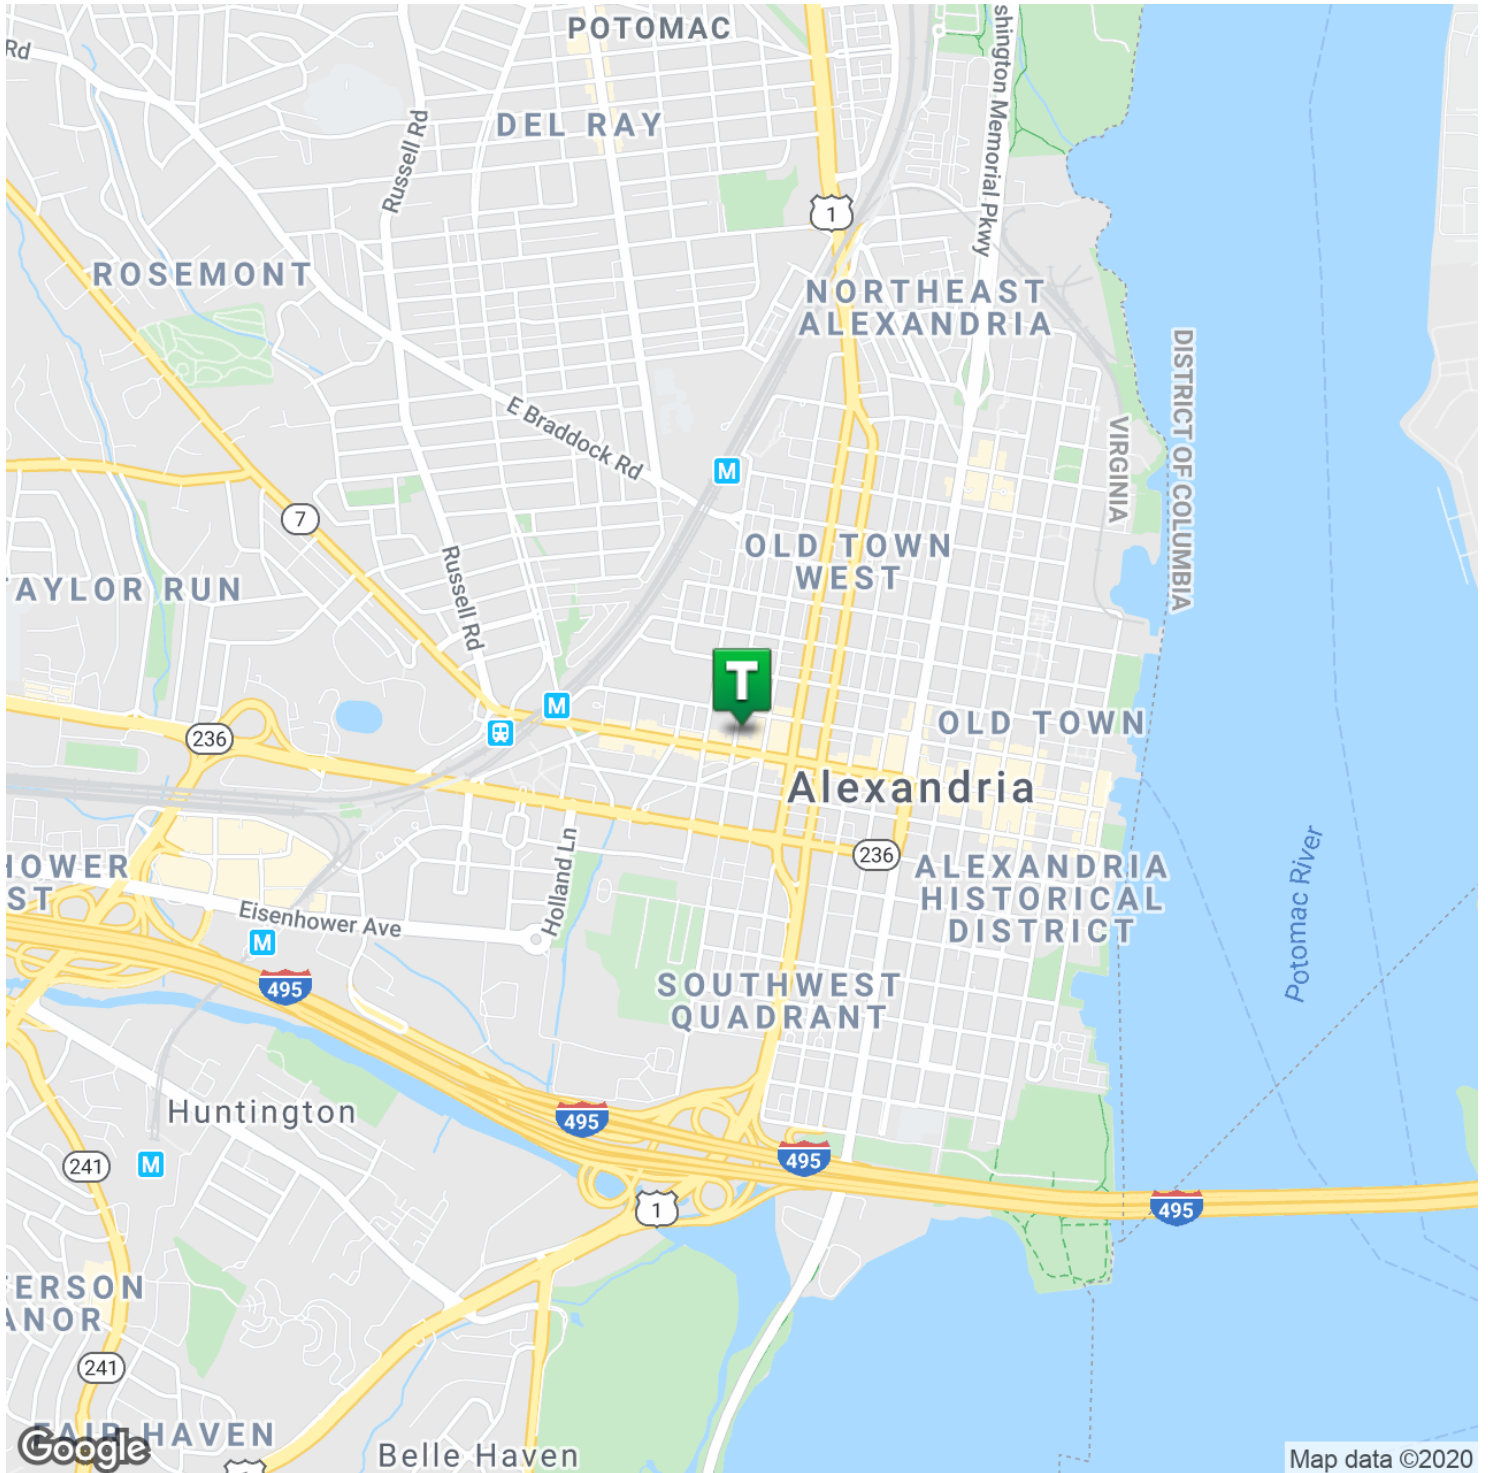 POTOMAC
Rd
shington Memorial Pkwy
DEL RAY
Russell Rd
1
ROSEMONT
NORTHEAST
ALEXANDRIA
DISTRICT OF COLUMBIA
VIRGINIA
E Braddock Rd
M
7
OLD TOWN
WEST
AYLOR RUN
Russell Rd
T
M
236
OLD TOWN
Alexandria
236
HOWER
ST
Holland Ln
ALEXANDRIA
HISTORICAL
DISTRICT
Potomac River
Eisenhower Ave
M
495
SOUTHWEST
QUADRANT
Huntington
495
241
M
495
1
495
FERSON
ANOR
241
FAIR HAVEN
Google
Belle Haven
1
Map data ©2020